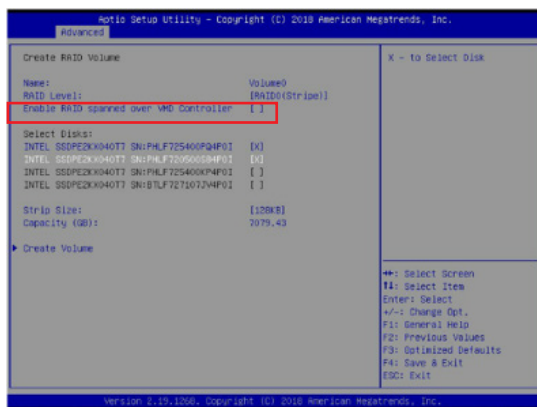 Aptio Setup Utility - Copyright (C) 2018 American Megatrends, Inc.
Advanced
Create RAID Volume
X - to Select Disk
Name: Volume0
RAID Level: [RAID0(Stripe)]
Enable RAID spanned over VMD Controller [ ]
Select Disks:
INTEL SSDPE2KX040T7 SN:PHLF725400PQ4P0I [X]
INTEL SSDPE2KX040T7 SN:PHLF720500S84P0I [X]
INTEL SSDPE2KX040T7 SN:PHLF725400KP4P0I [ ]
INTEL SSDPE2KX040T7 SN:BTLF727107JV4P0I [ ]
Strip Size: [128KB]
Capacity (GB): 7079.43
Create Volume
→←: Select Screen
↑↓: Select Item
Enter: Select
+/-: Change Opt.
F1: General Help
F2: Previous Values
F3: Optimized Defaults
F4: Save & Exit
ESC: Exit
Version 2.19.1268. Copyright (C) 2018 American Megatrends, Inc.